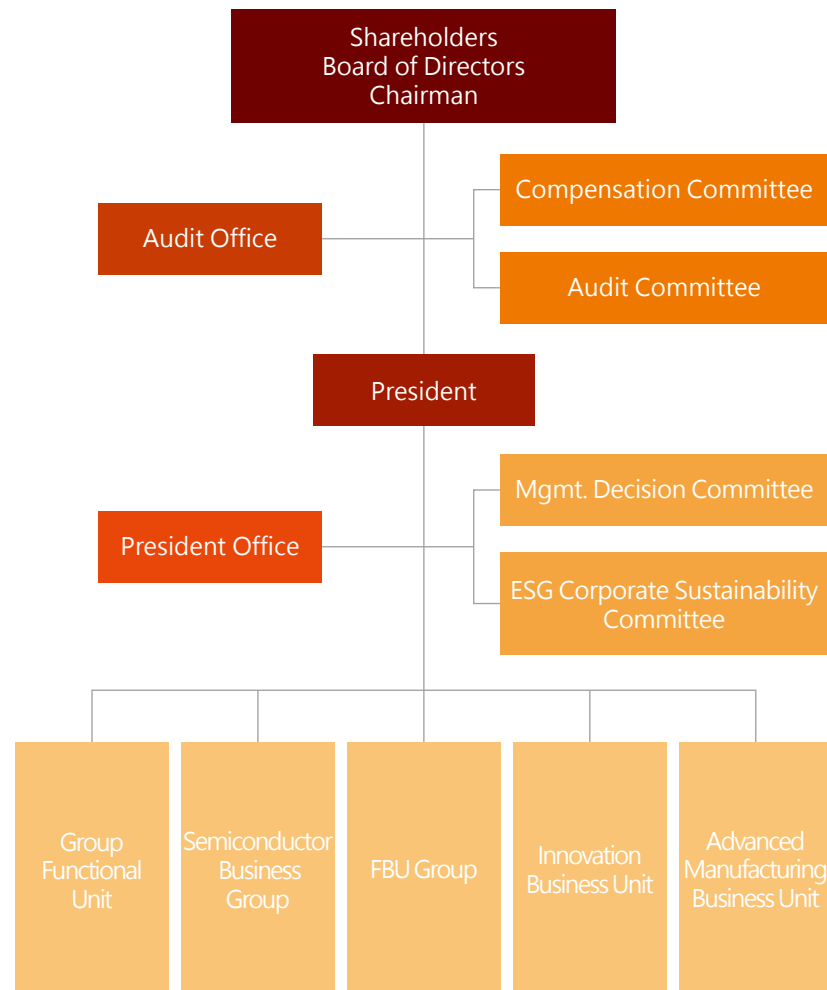 Shareholders
Board of Directors
Chairman
Compensation Committee
Audit Office
Audit Committee
President
Mgmt. Decision Committee
President Office
ESG Corporate Sustainability
Committee
Group
Functional
Unit
Semiconductor
Business
Group
FBU Group
Innovation
Business Unit
Advanced
Manufacturing
Business Unit